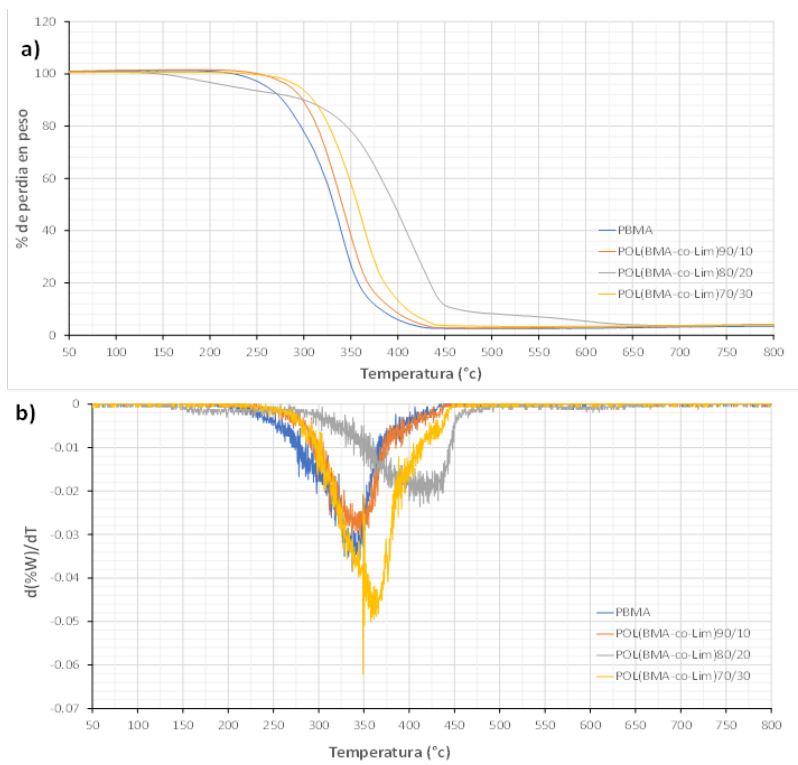 a)
% de perdia en peso
120
100
80
60
40
20
0
50 100 150 200 250 300 350 400 450 500 550 600 650 700 750 800
Temperatura (°c)
PBMA
POL(BMA-co-Lim)90/10
POL(BMA-co-Lim)80/20
POL(BMA-co-Lim)70/30
b)
d(%W)/dT
0
-0.01
-0.02
-0.03
-0.04
-0.05
-0.06
-0.07
50 100 150 200 250 300 350 400 450 500 550 600 650 700 750 800
Temperatura (°c)
PBMA
POL(BMA-co-Lim)90/10
POL(BMA-co-Lim)80/20
POL(BMA-co-Lim)70/30